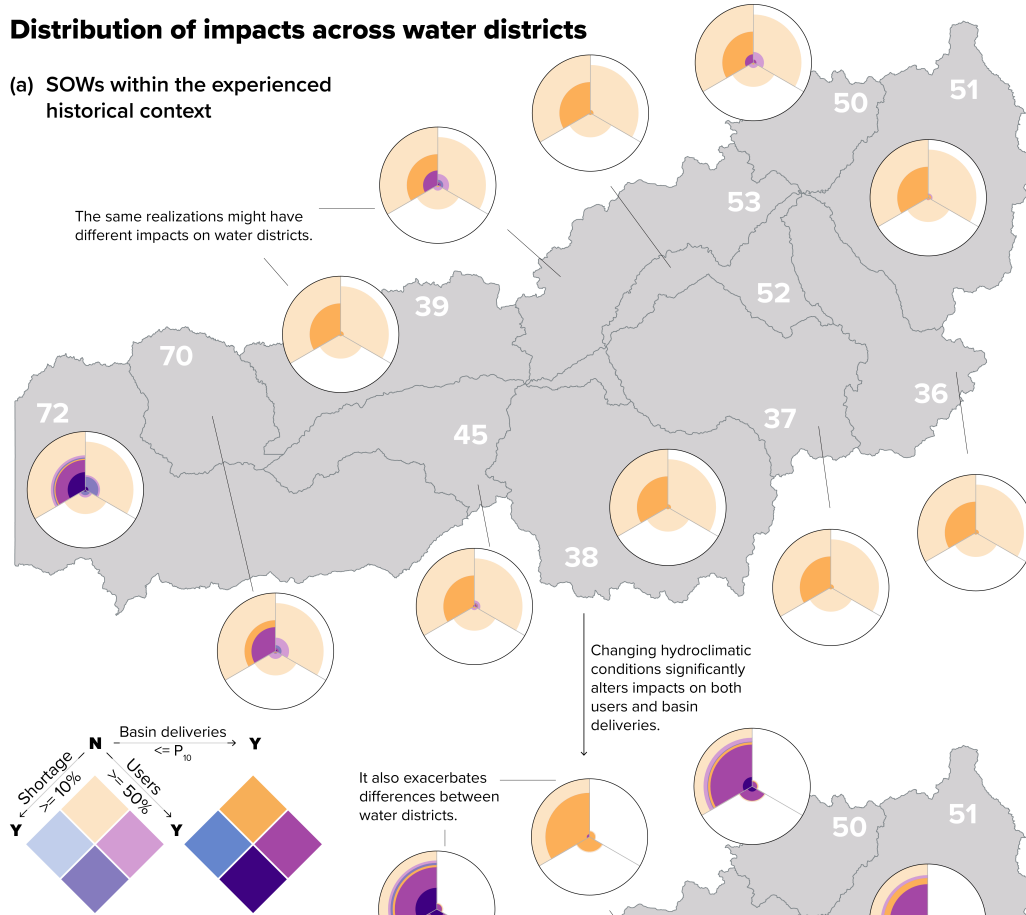 Distribution of impacts across water districts
(a) SOWs within the experienced
historical context
51
50
53
The same realizations might have
different impacts on water districts.
52
39
70
36
72
37
45
38
Changing hydroclimatic
conditions significantly
alters impacts on both
users and basin
deliveries.
N
Basin deliveries
<= P10
Y
Shortage
>= 10%
Users
>= 50%
Y
Y
It also exacerbates
differences between
water districts.
51
50